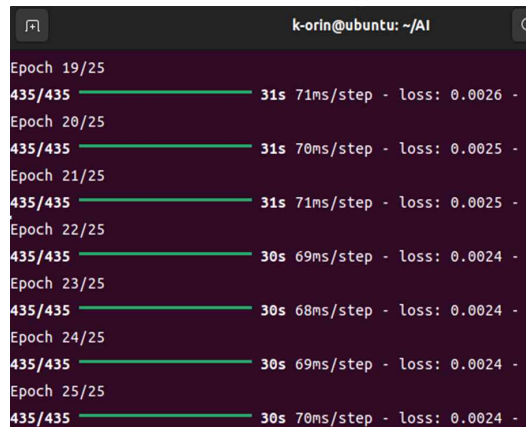 k-orin@ubuntu: ~/AI
Epoch 19/25
435/435 31s 71ms/step - loss: 0.0026 -
Epoch 20/25
435/435 31s 70ms/step - loss: 0.0025 -
Epoch 21/25
435/435 31s 71ms/step - loss: 0.0025 -
Epoch 22/25
435/435 30s 69ms/step - loss: 0.0024 -
Epoch 23/25
435/435 30s 68ms/step - loss: 0.0024 -
Epoch 24/25
435/435 30s 69ms/step - loss: 0.0024 -
Epoch 25/25
435/435 30s 70ms/step - loss: 0.0024 -